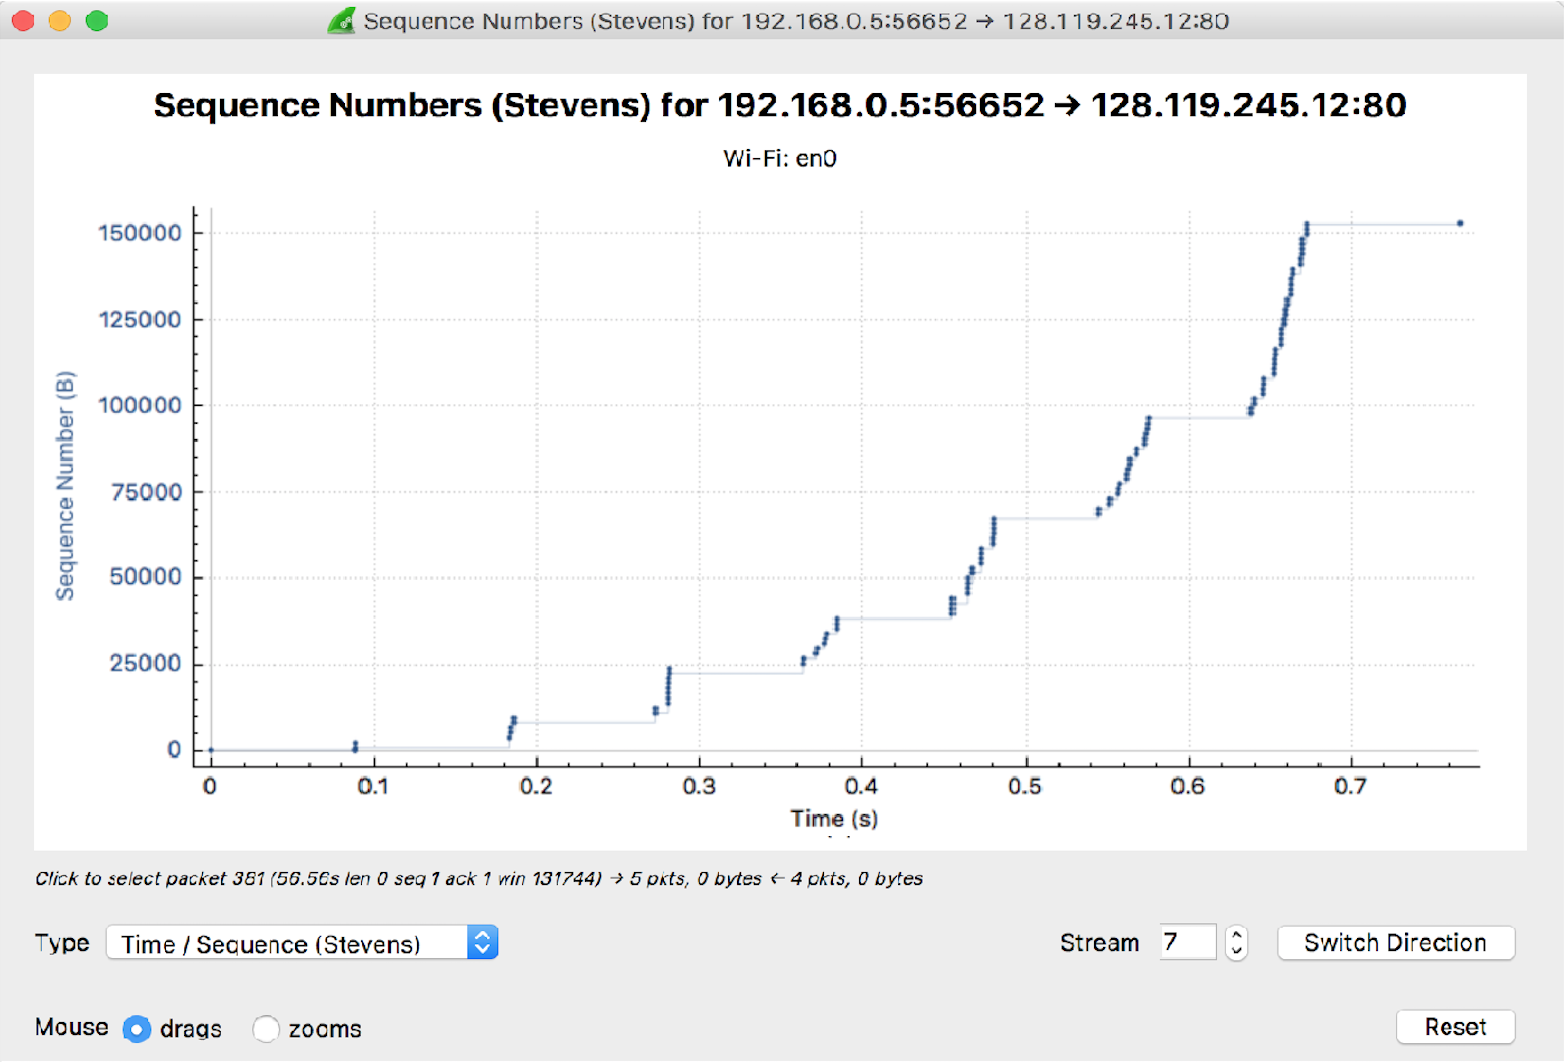 Sequence Numbers (Stevens) for 192.168.0.5:56652 → 128.119.245.12:80
Sequence Numbers (Stevens) for 192.168.0.5:56652 → 128.119.245.12:80
Wi-Fi: en0
150000
125000
100000
75000
50000
25000
0
Sequence Number (B)
0 0.1 0.2 0.3 0.4 0.5 0.6 0.7
Time (s)
Click to select packet 381 (56.56s len 0 seq 1 ack 1 win 131744) → 5 pkts, 0 bytes ← 4 pkts, 0 bytes
Type Time / Sequence (Stevens) Stream 7 Switch Direction
Mouse drags zooms Reset